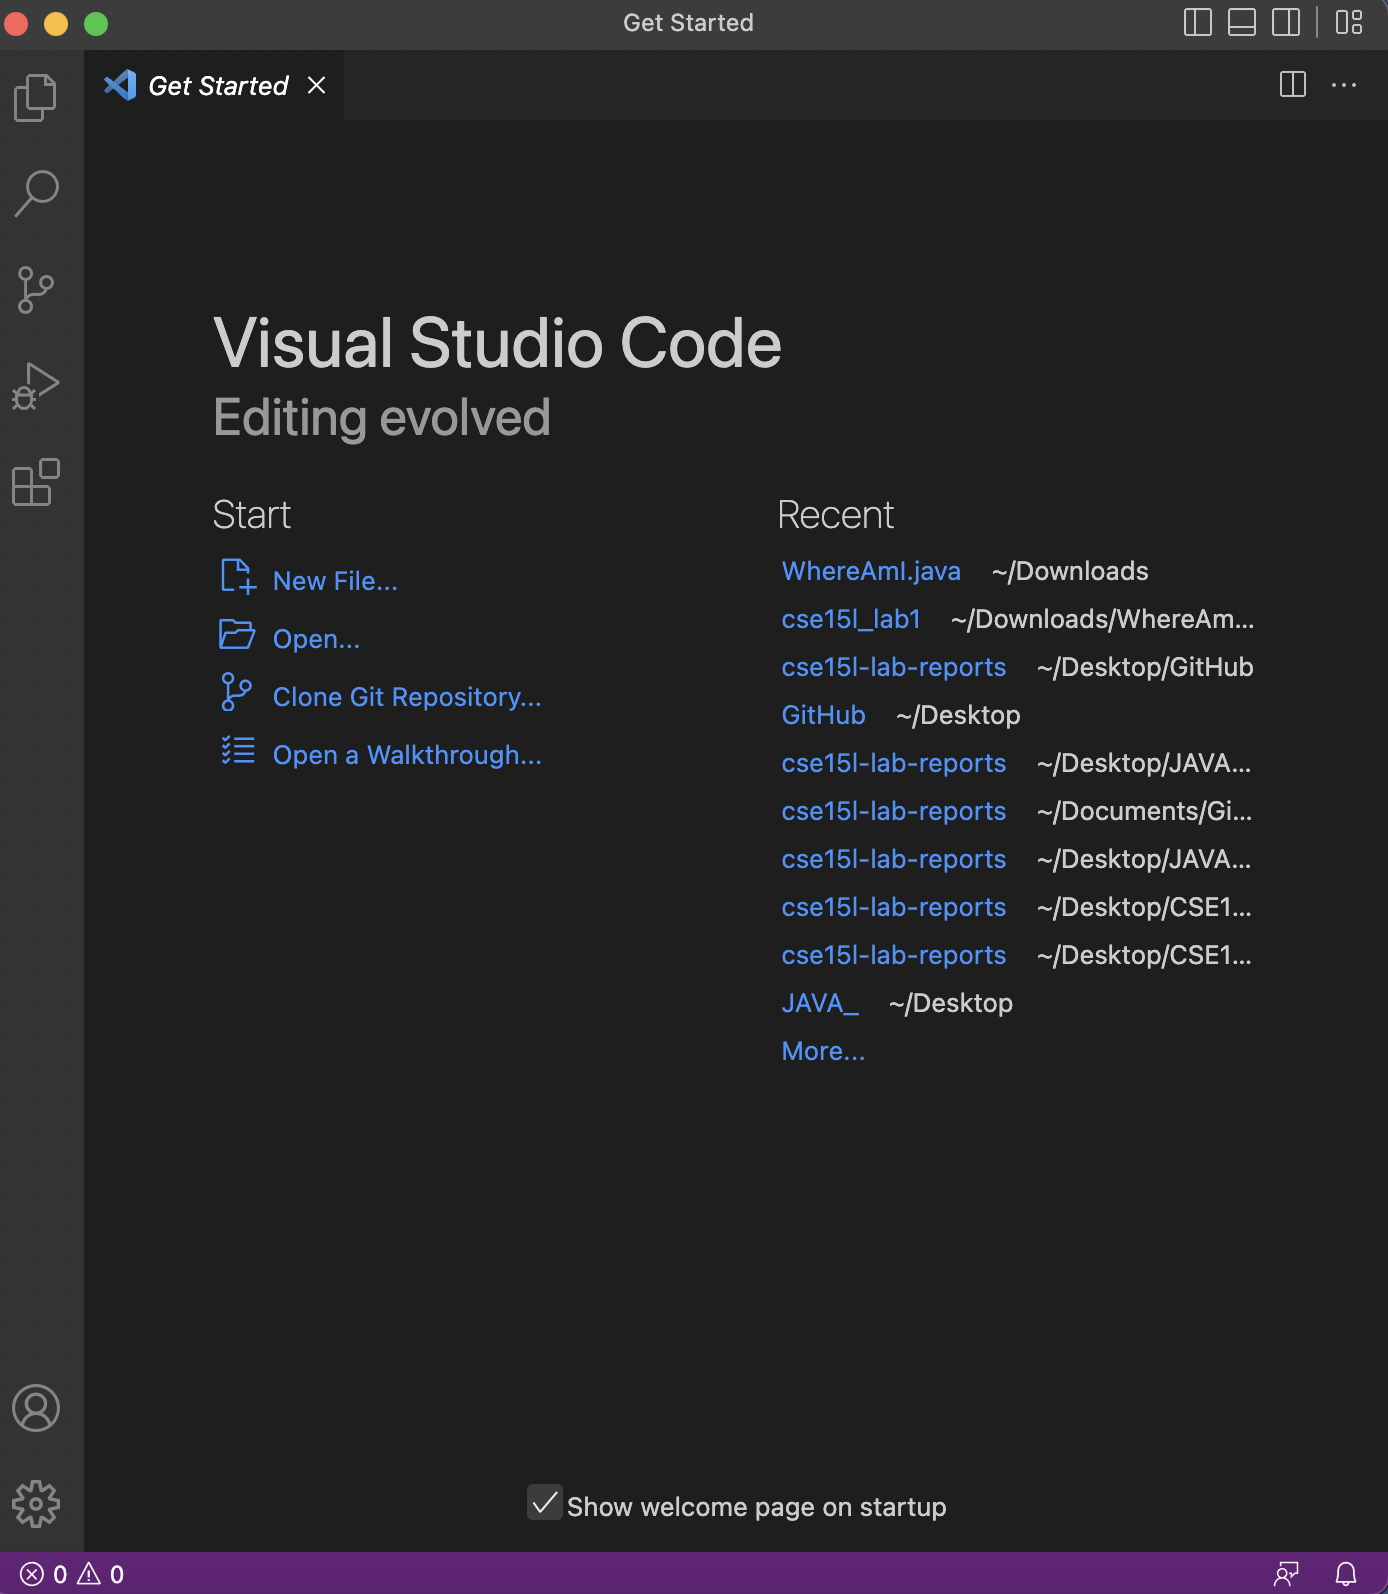 Get Started
Get Started
Visual Studio Code
Editing evolved
Start
New File...
Open...
Clone Git Repository...
Open a Walkthrough...
Recent
WhereAmI.java ~/Downloads
cse15l_lab1 ~/Downloads/WhereAm...
cse15l-lab-reports ~/Desktop/GitHub
GitHub ~/Desktop
cse15l-lab-reports ~/Desktop/JAVA...
cse15l-lab-reports ~/Documents/Gi...
cse15l-lab-reports ~/Desktop/JAVA...
cse15l-lab-reports ~/Desktop/CSE1...
cse15l-lab-reports ~/Desktop/CSE1...
JAVA_ ~/Desktop
More...
Show welcome page on startup
0 0